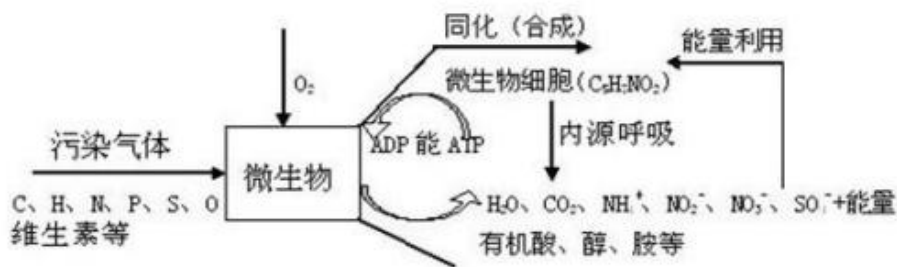 同化（合成）
能量利用
O₂
微生物细胞(C₅H₇NO₂)
污染气体
ADP 能 ATP
内源呼吸
微生物
C、H、N、P、S、O
H₂O、CO₂、NH₄⁺、NO₂⁻、NO₃⁻、SO₄⁻+能量
维生素等
有机酸、醇、胺等